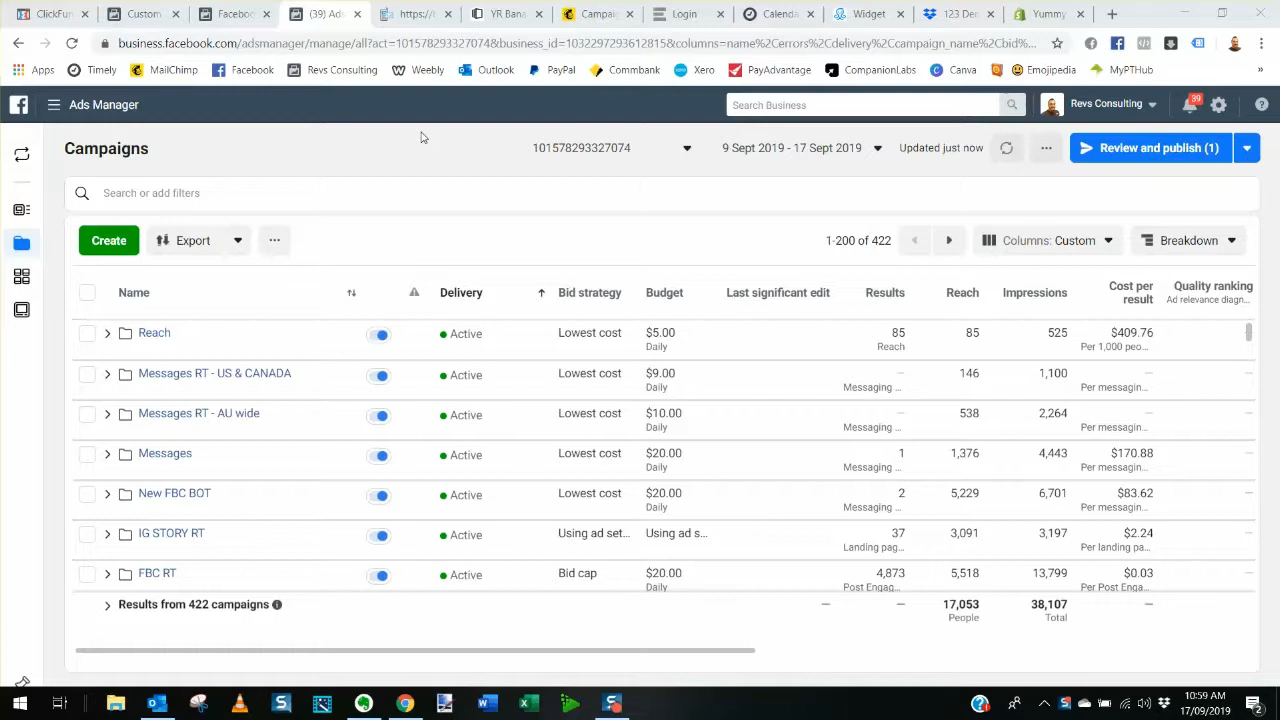 ClickFun
Custom
Facebo
(39) Ads
https://b
VR Bana
Campaig
Login
Calenda
Widget
123 Den
Yummy
business.facebook.com/adsmanager/manage/all?act=101578293327074&business_id=1032297293612815&columns=name%2Cerrors%2Cdelivery%2Ccampaign_name%2Cbid%...
Apps
Timely
MailChimp
Facebook
Revs Consulting
Weebly
Outlook
PayPal
Commbank
Xero
PayAdvantage
CompanionLabs
Canva
Emojipedia
MyPTHub
»
Ads Manager
Search Business
Revs Consulting
39
Campaigns
101578293327074
9 Sept 2019 - 17 Sept 2019
Updated just now
Review and publish (1)
Search or add filters
Create
Export
1-200 of 422
Columns: Custom
Breakdown
Name
Delivery
Bid strategy
Budget
Last significant edit
Results
Reach
Impressions
Cost per result
Quality ranking
Ad relevance diagn...
Reach
Active
Lowest cost
$5.00
Daily
85
Reach
85
525
$409.76
Per 1,000 peo...
Messages RT - US & CANADA
Active
Lowest cost
$9.00
Daily
—
Messaging ...
146
1,100
—
Per messagin...
Messages RT - AU wide
Active
Lowest cost
$10.00
Daily
—
Messaging ...
538
2,264
—
Per messagin...
Messages
Active
Lowest cost
$20.00
Daily
1
Messaging ...
1,376
4,443
$170.88
Per messagin...
New FBC BOT
Active
Lowest cost
$20.00
Daily
2
Messaging ...
5,229
6,701
$83.62
Per messagin...
IG STORY RT
Active
Using ad set...
Using ad s...
37
Landing pag...
3,091
3,197
$2.24
Per landing pa...
FBC RT
Active
Bid cap
$20.00
Daily
4,873
Post Engag...
5,518
13,799
$0.03
Per Post Enga...
Results from 422 campaigns
—
—
17,053
People
38,107
Total
—
10:59 AM
17/09/2019
2